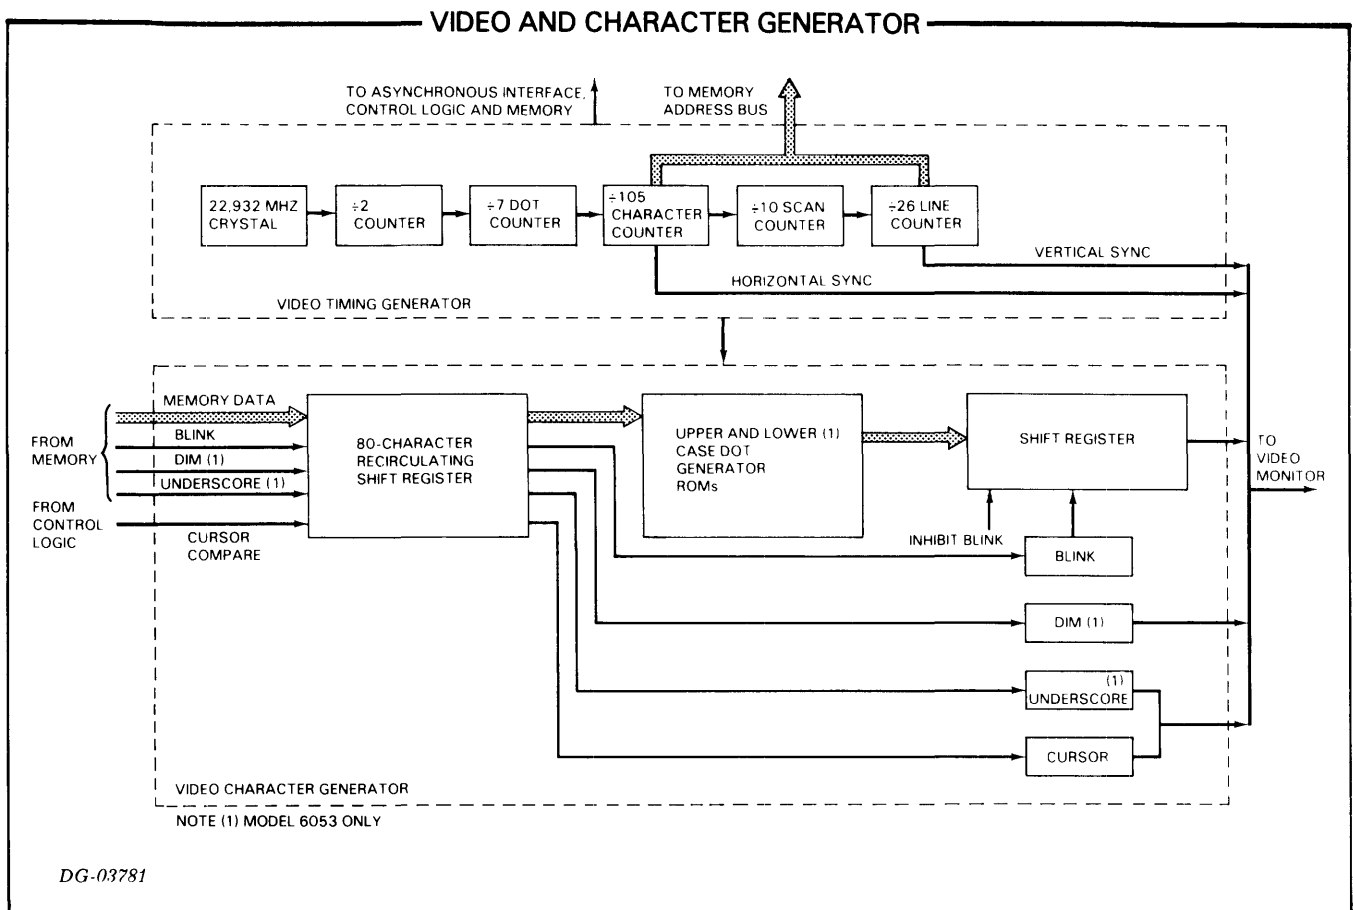 VIDEO AND CHARACTER GENERATOR
TO ASYNCHRONOUS INTERFACE,
CONTROL LOGIC AND MEMORY
TO MEMORY
ADDRESS BUS
22,932 MHZ
CRYSTAL
÷2
COUNTER
÷7 DOT
COUNTER
÷105
CHARACTER
COUNTER
÷10 SCAN
COUNTER
÷26 LINE
COUNTER
VERTICAL SYNC
HORIZONTAL SYNC
VIDEO TIMING GENERATOR
FROM
MEMORY
MEMORY DATA
BLINK
DIM (1)
UNDERSCORE (1)
FROM
CONTROL
LOGIC
CURSOR
COMPARE
80-CHARACTER
RECIRCULATING
SHIFT REGISTER
UPPER AND LOWER (1)
CASE DOT
GENERATOR
ROMs
SHIFT REGISTER
TO
VIDEO
MONITOR
INHIBIT BLINK
BLINK
DIM (1)
(1)
UNDERSCORE
CURSOR
VIDEO CHARACTER GENERATOR
NOTE (1) MODEL 6053 ONLY
DG-03781